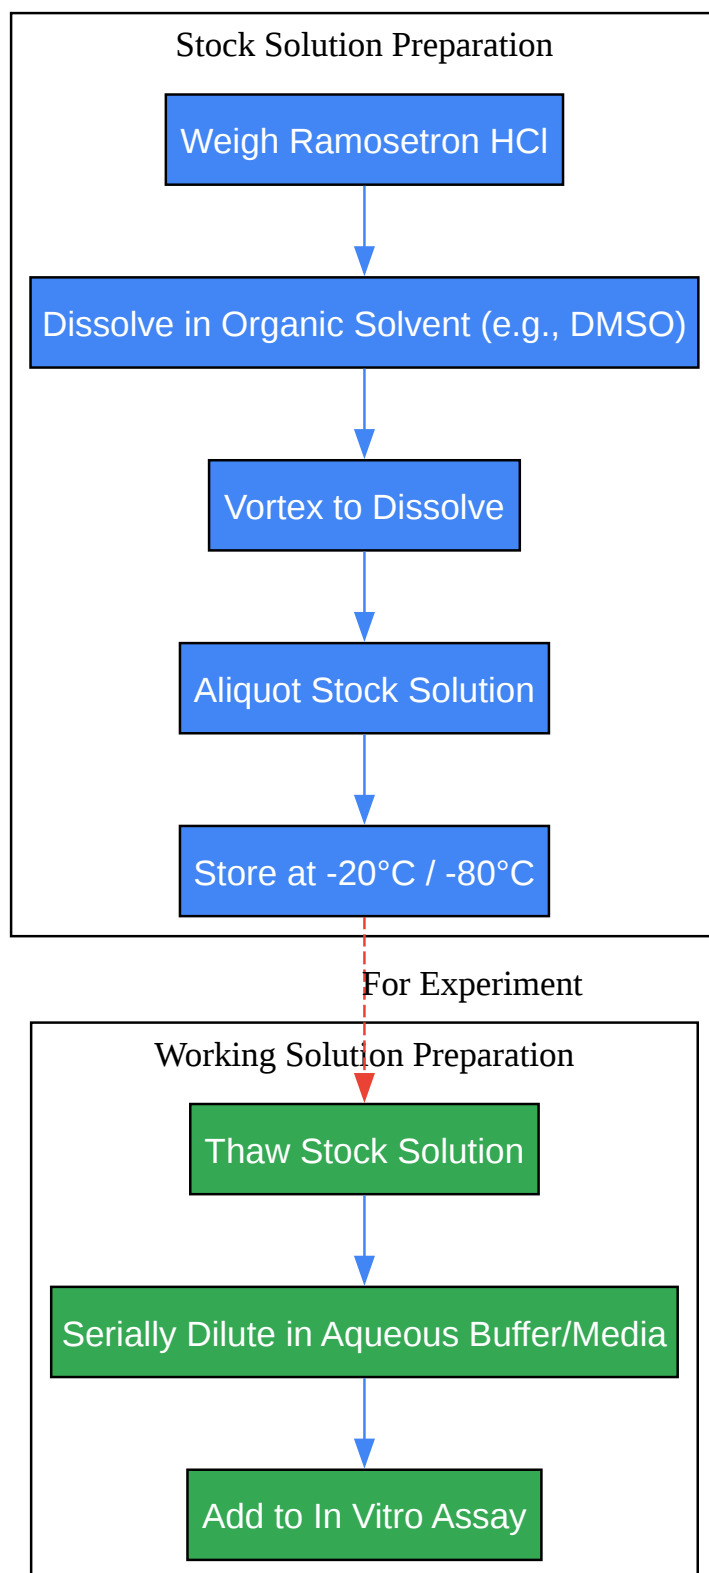 Stock Solution Preparation
Weigh Ramosetron HCl
Dissolve in Organic Solvent (e.g., DMSO)
Vortex to Dissolve
Aliquot Stock Solution
Store at -20°C / -80°C
For Experiment
Working Solution Preparation
Thaw Stock Solution
Serially Dilute in Aqueous Buffer/Media
Add to In Vitro Assay